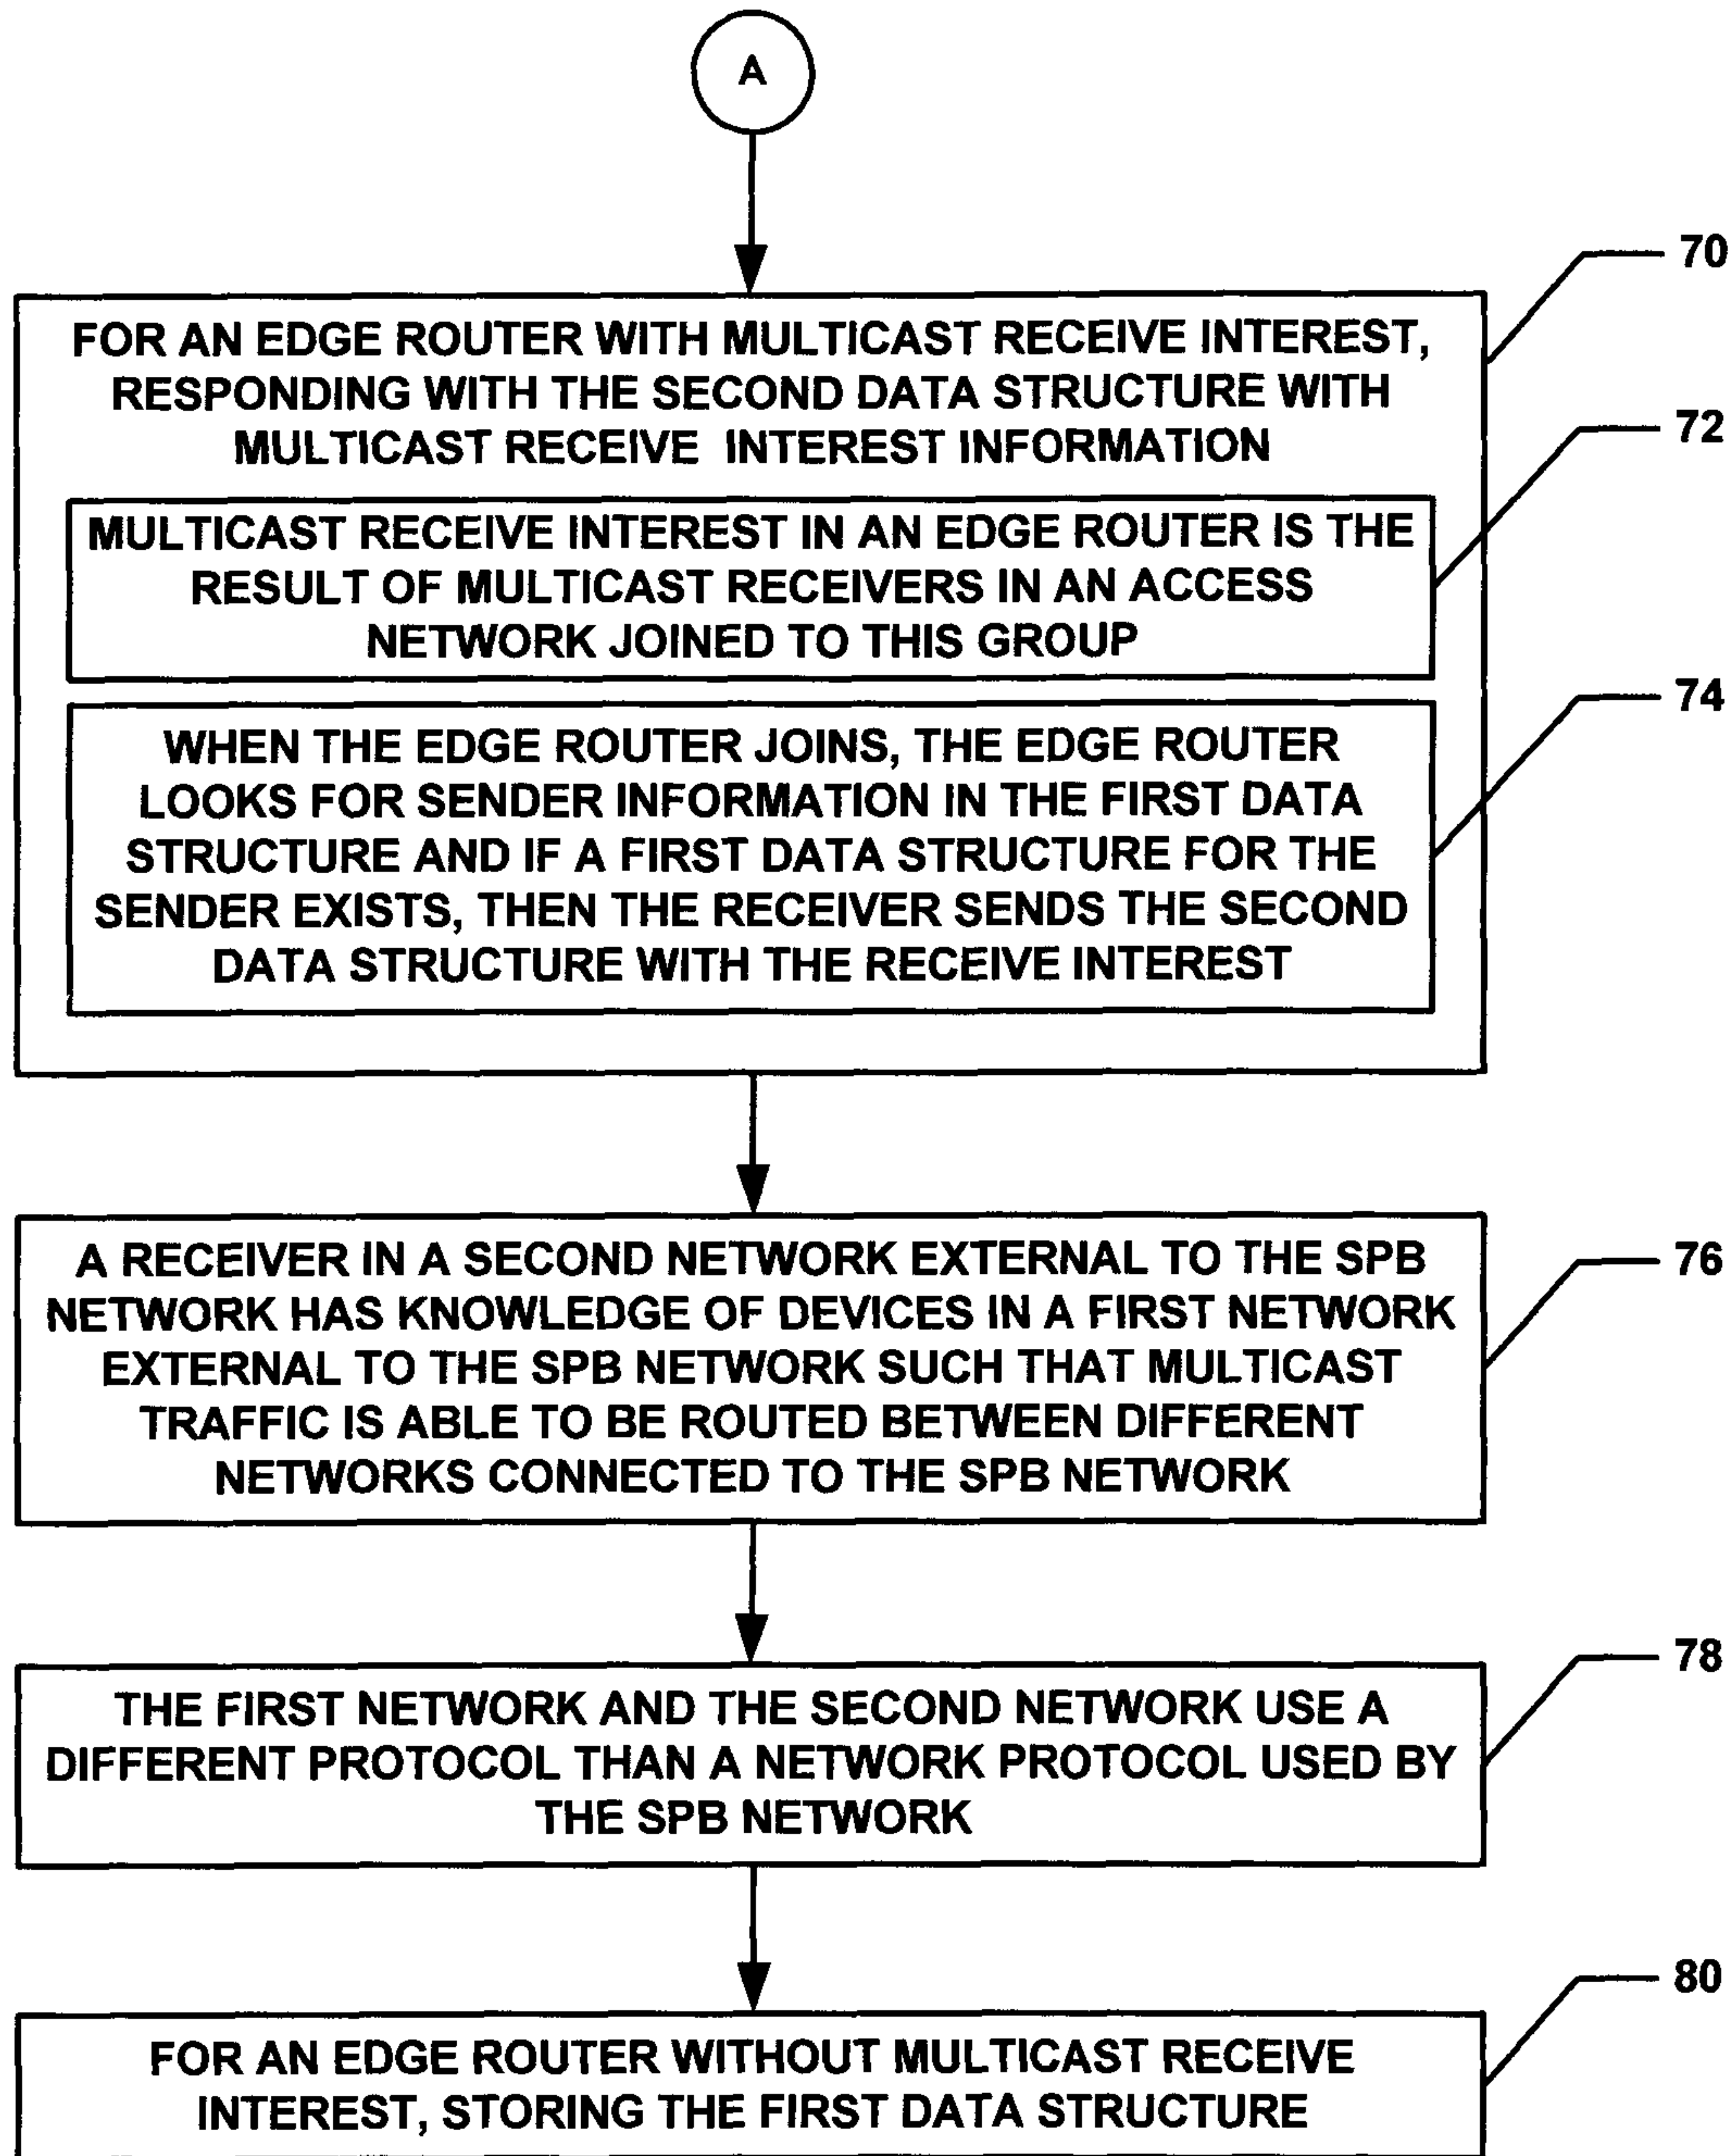 A
70
FOR AN EDGE ROUTER WITH MULTICAST RECEIVE INTEREST,
RESPONDING WITH THE SECOND DATA STRUCTURE WITH
MULTICAST RECEIVE INTEREST INFORMATION
72
MULTICAST RECEIVE INTEREST IN AN EDGE ROUTER IS THE
RESULT OF MULTICAST RECEIVERS IN AN ACCESS
NETWORK JOINED TO THIS GROUP
74
WHEN THE EDGE ROUTER JOINS, THE EDGE ROUTER
LOOKS FOR SENDER INFORMATION IN THE FIRST DATA
STRUCTURE AND IF A FIRST DATA STRUCTURE FOR THE
SENDER EXISTS, THEN THE RECEIVER SENDS THE SECOND
DATA STRUCTURE WITH THE RECEIVE INTEREST
76
A RECEIVER IN A SECOND NETWORK EXTERNAL TO THE SPB
NETWORK HAS KNOWLEDGE OF DEVICES IN A FIRST NETWORK
EXTERNAL TO THE SPB NETWORK SUCH THAT MULTICAST
TRAFFIC IS ABLE TO BE ROUTED BETWEEN DIFFERENT
NETWORKS CONNECTED TO THE SPB NETWORK
78
THE FIRST NETWORK AND THE SECOND NETWORK USE A
DIFFERENT PROTOCOL THAN A NETWORK PROTOCOL USED BY
THE SPB NETWORK
80
FOR AN EDGE ROUTER WITHOUT MULTICAST RECEIVE
INTEREST, STORING THE FIRST DATA STRUCTURE